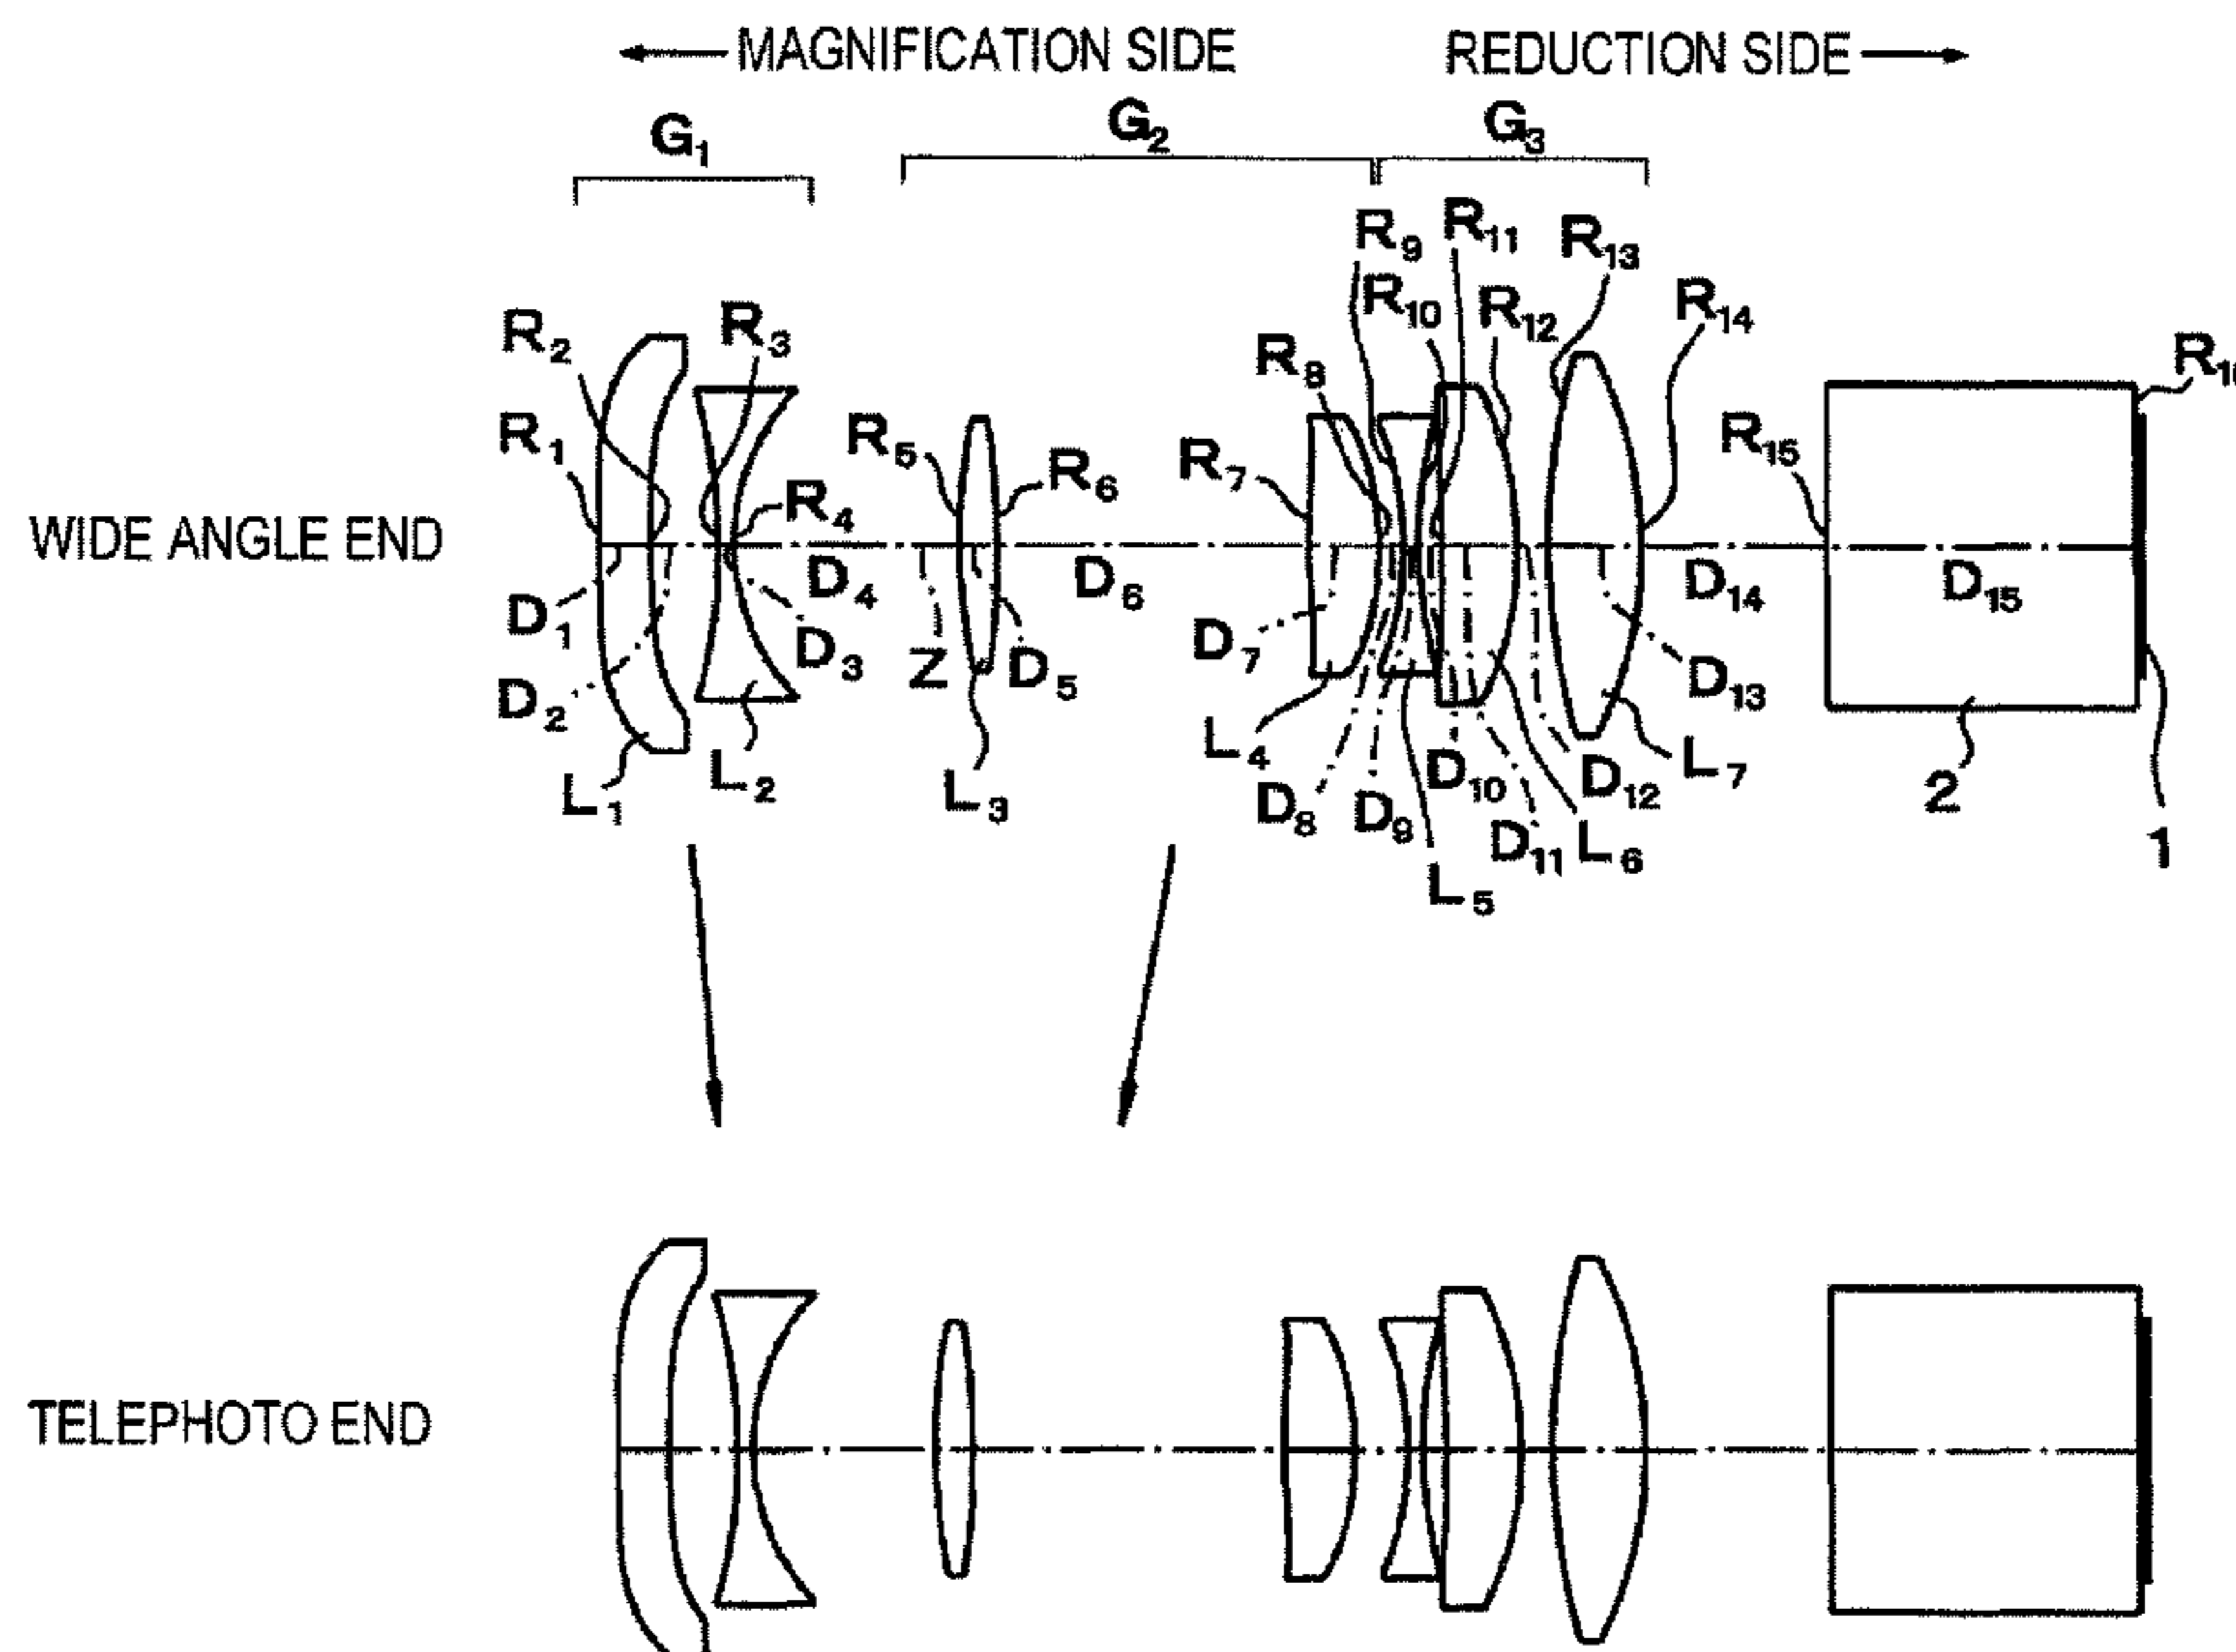 MAGNIFICATION SIDE REDUCTION SIDE
G1 G2 G3
R9 R11 R13
R10 R12 R14
R2 R3 R8 R16
R1 R5 R6 R7 R15
R4
WIDE ANGLE END
D1 D4 D6 D14 D15
D2 D3 Z D5 D7 D13
L1 L2 L3 L4 D10 D12 L7 2
D8 D9 D11 L6 1
L5
TELEPHOTO END